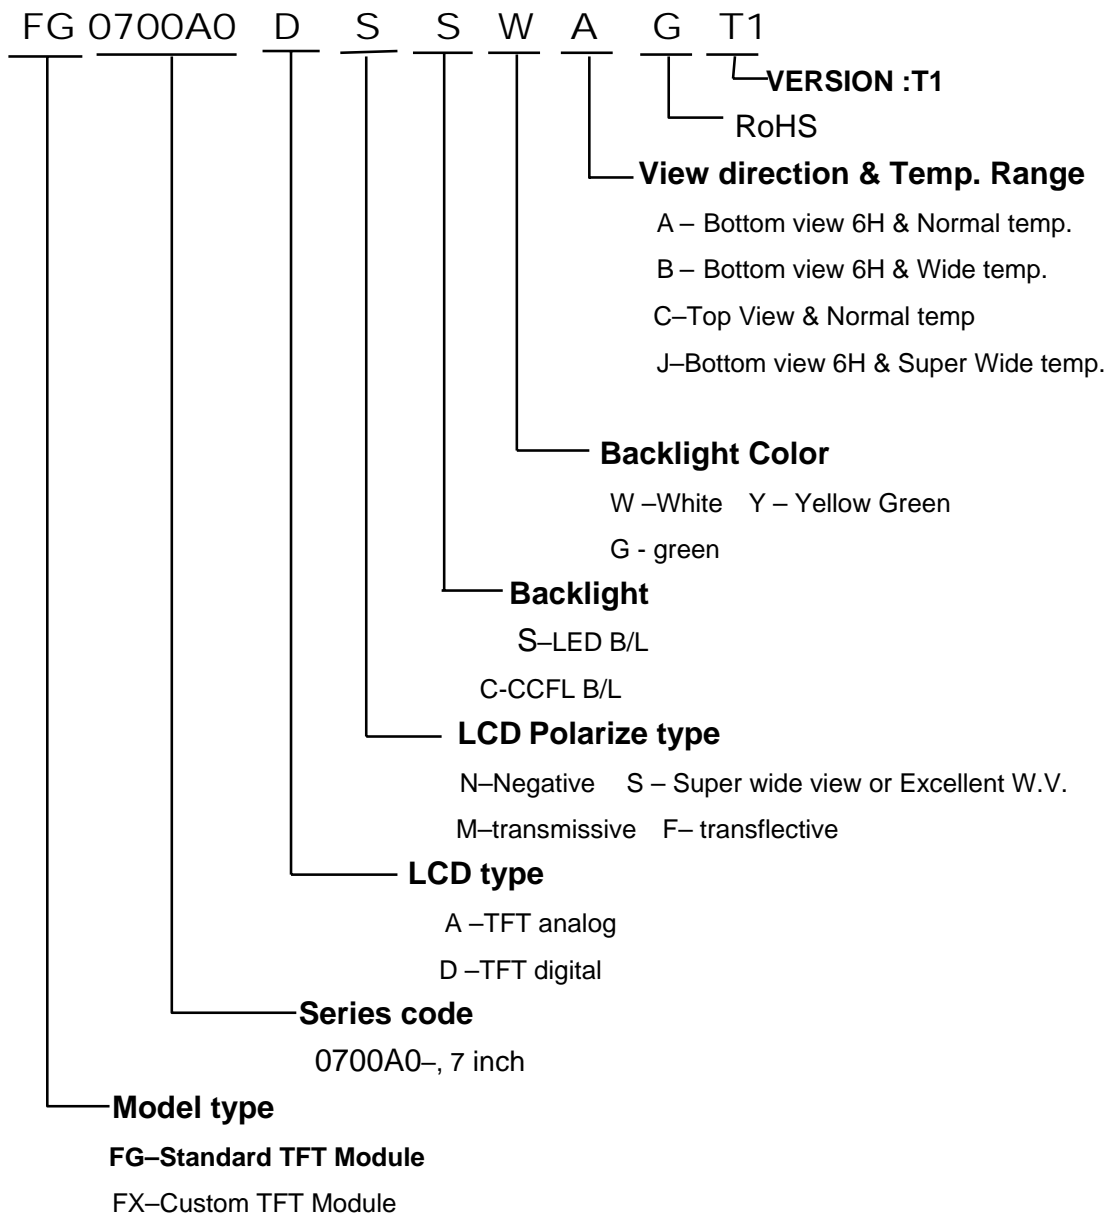 FG 0700A0 D S S W A G T1
VERSION :T1
RoHS
View direction & Temp. Range
A – Bottom view 6H & Normal temp.
B – Bottom view 6H & Wide temp.
C–Top View & Normal temp
J–Bottom view 6H & Super Wide temp.
Backlight Color
W –White Y – Yellow Green
G - green
Backlight
S–LED B/L
C-CCFL B/L
LCD Polarize type
N–Negative S – Super wide view or Excellent W.V.
M–transmissive F– transflective
LCD type
A –TFT analog
D –TFT digital
Series code
0700A0–, 7 inch
Model type
FG–Standard TFT Module
FX–Custom TFT Module